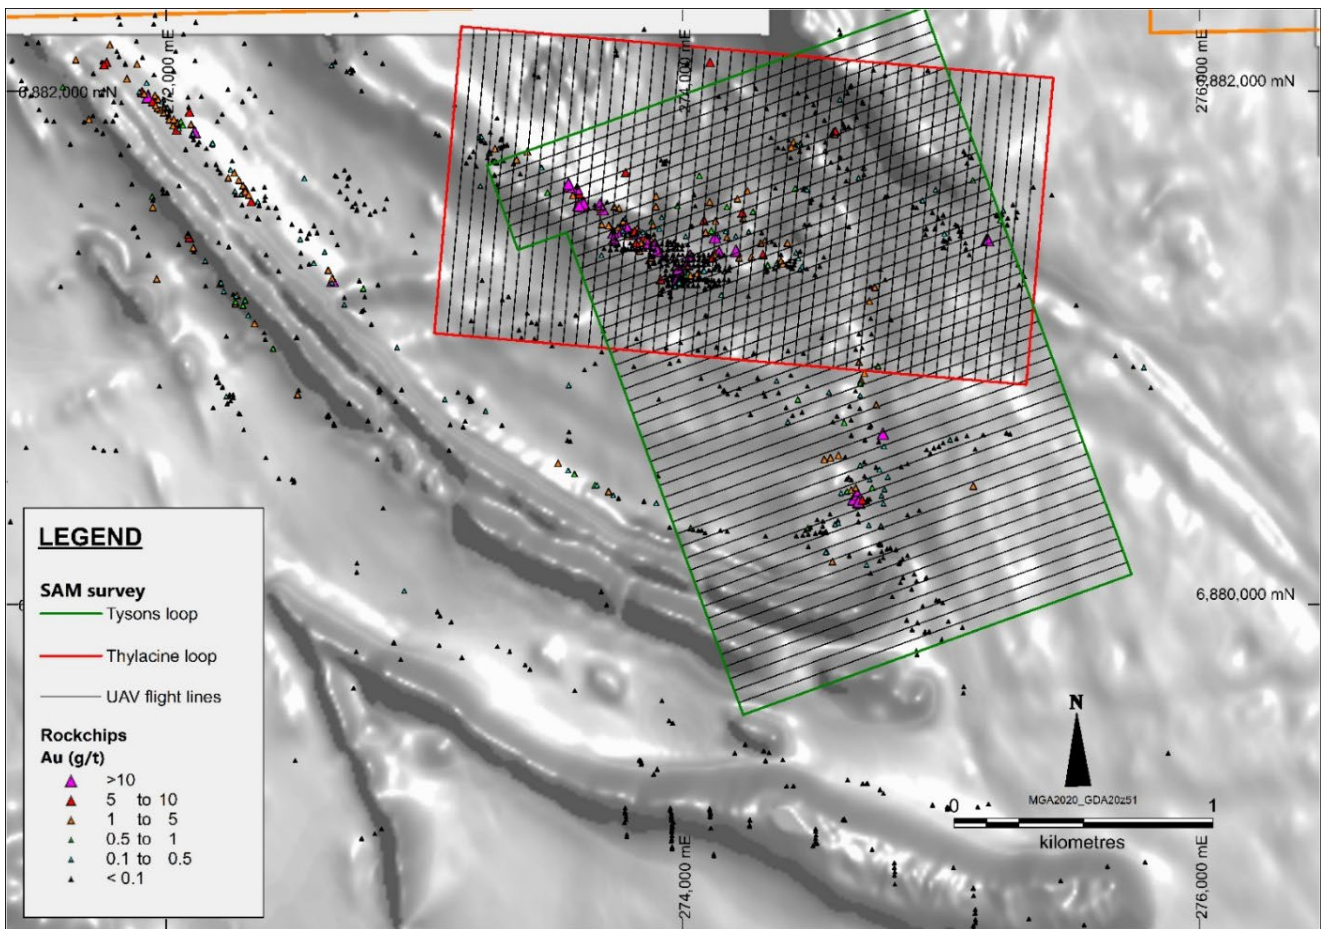 272,000 mE
274,000 mE
276,000 mE
6,882,000 mN
6,882,000 mN
LEGEND
SAM survey
Tysons loop
Thylacine loop
UAV flight lines
Rockchips
Au (g/t)
>10
5 to 10
1 to 5
0.5 to 1
0.1 to 0.5
< 0.1
6,880,000 mN
N
MGA2020_GDA20z51
0 1
kilometres
274,000 mE
276,000 mE